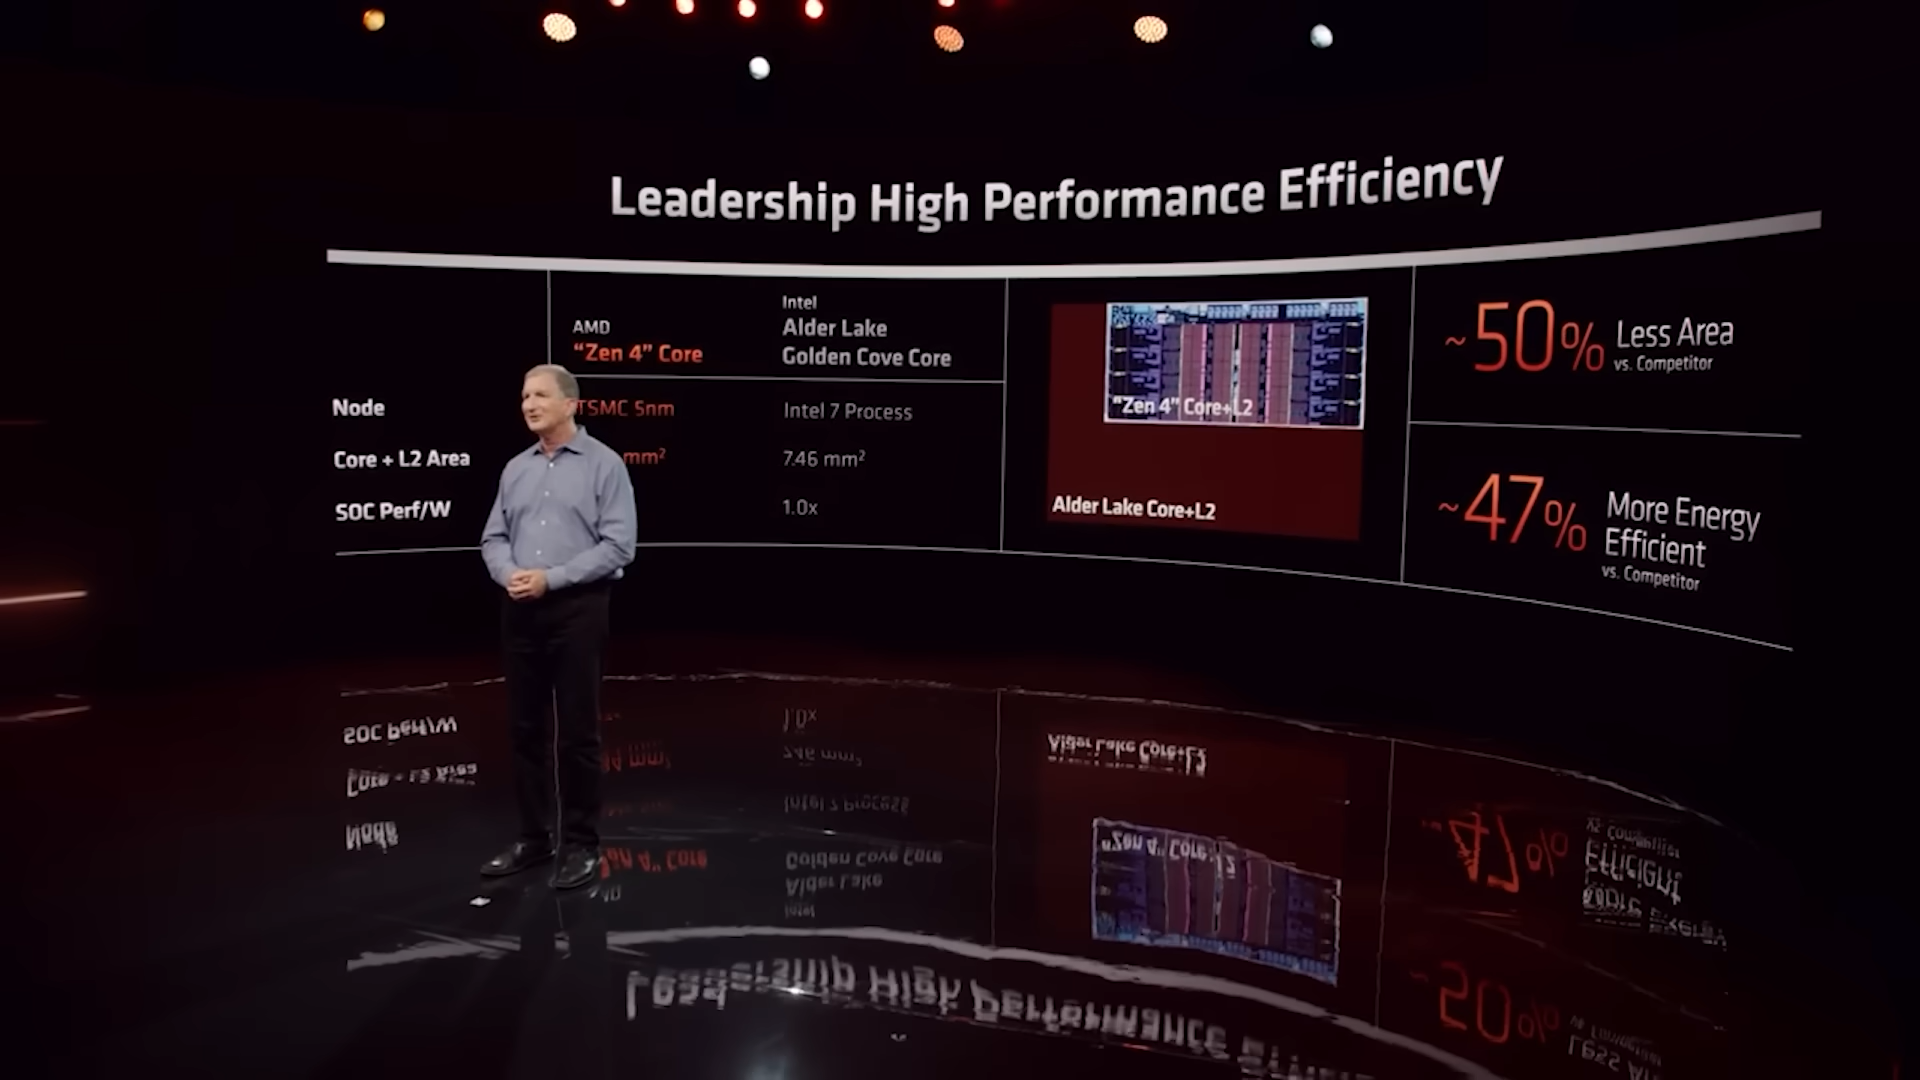 Leadership High Performance Efficiency
AMD
“Zen 4” Core
Intel
Alder Lake
Golden Cove Core
Node
TSMC 5nm
Intel 7 Process
Core + L2 Area
mm²
7.46 mm²
SOC Perf/W
1.0x
“Zen 4” Core+L2
Alder Lake Core+L2
~50% Less Area
vs. Competitor
~47% More Energy
Efficient
vs. Competitor